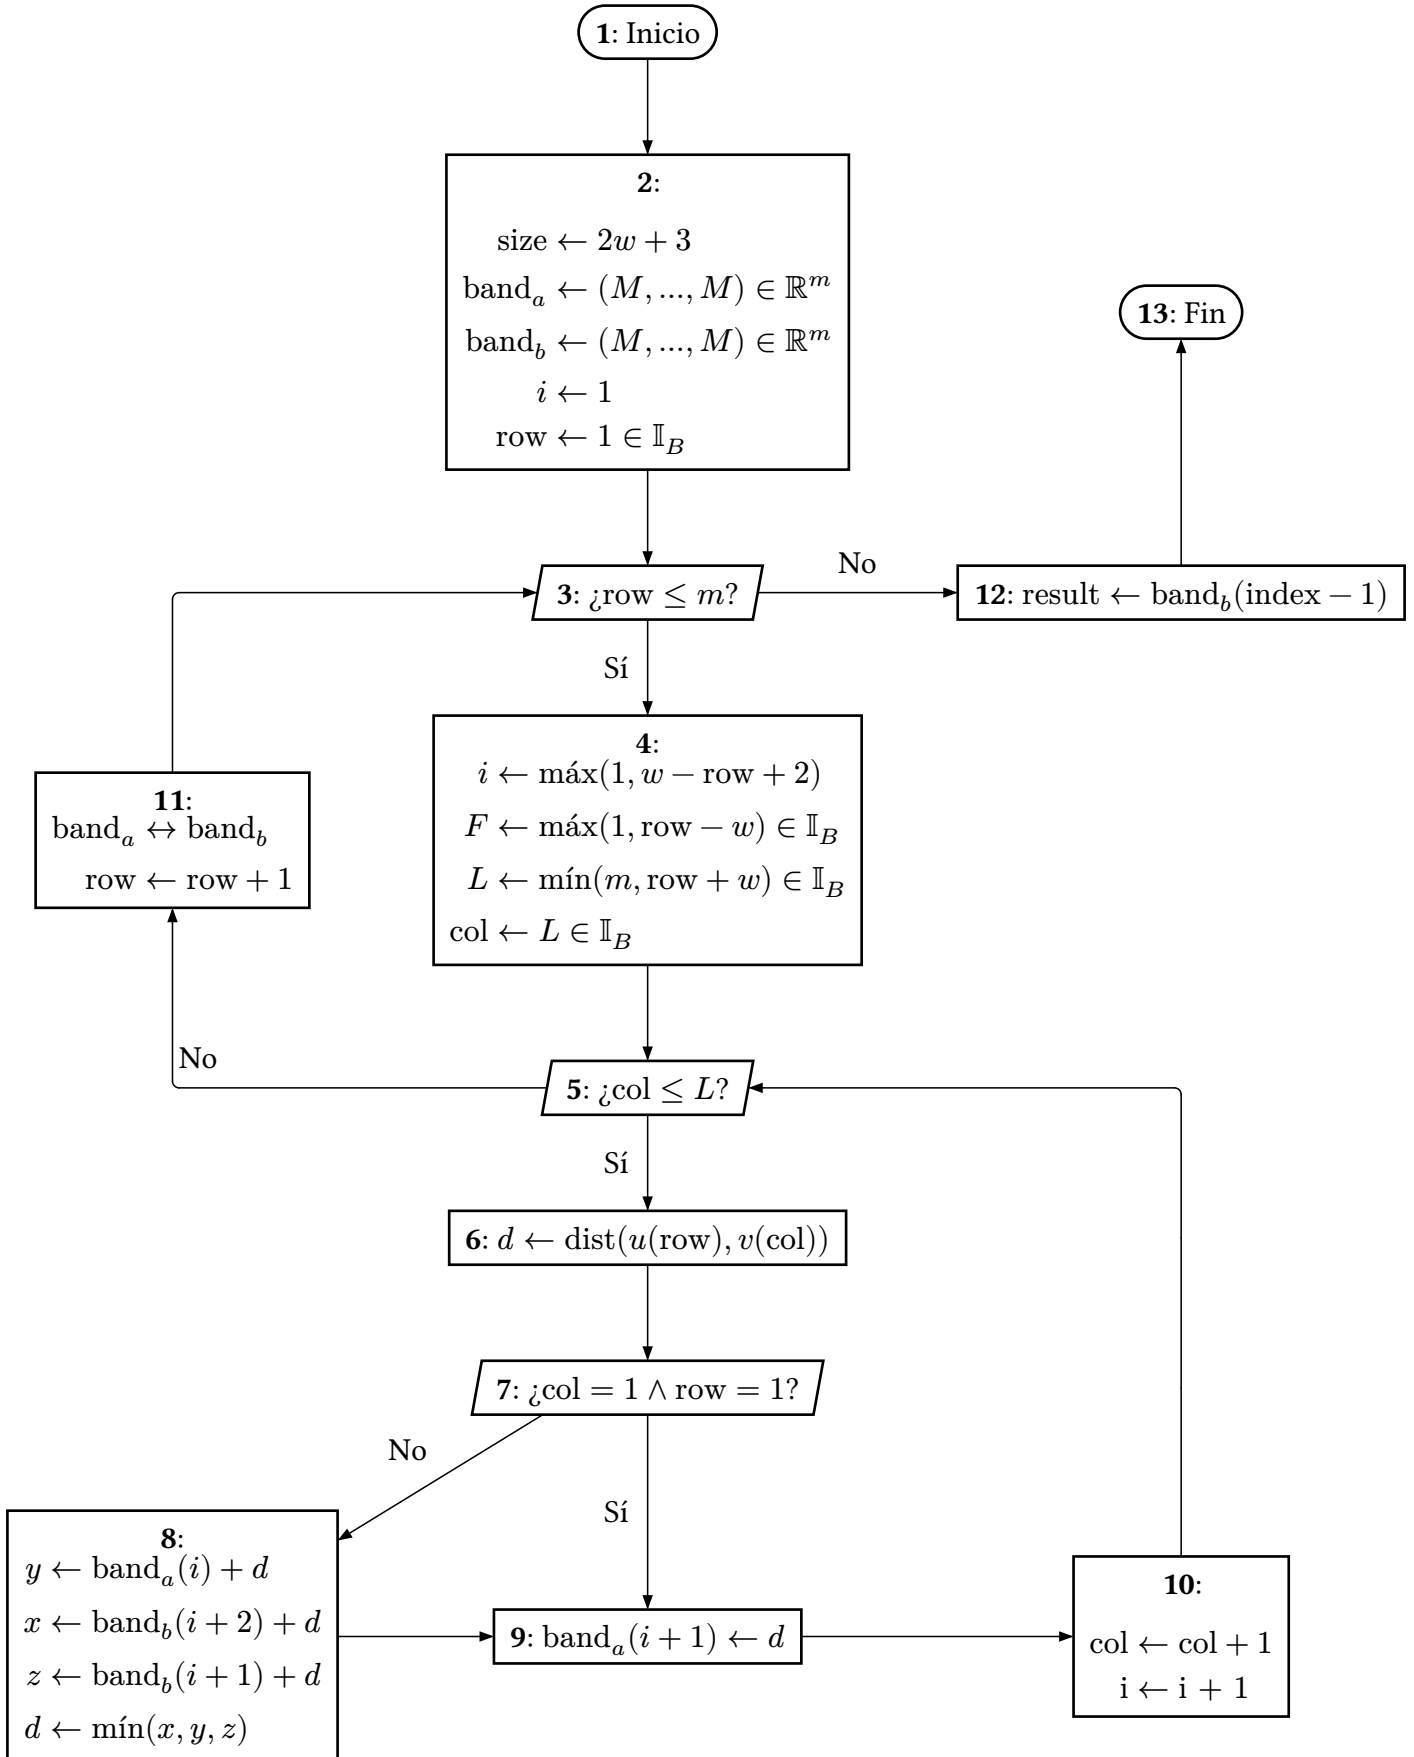 1: Inicio
2:
size ← 2w + 3
band_a ← (M, ..., M) ∈ ℝ^m
band_b ← (M, ..., M) ∈ ℝ^m
i ← 1
row ← 1 ∈ 𝕀_B
13: Fin
3: ¿row ≤ m?
No
12: result ← band_b(index − 1)
Sí
4:
i ← máx(1, w − row + 2)
F ← máx(1, row − w) ∈ 𝕀_B
L ← mín(m, row + w) ∈ 𝕀_B
col ← L ∈ 𝕀_B
11:
band_a ↔ band_b
row ← row + 1
No
5: ¿col ≤ L?
Sí
6: d ← dist(u(row), v(col))
7: ¿col = 1 ∧ row = 1?
No
Sí
8:
y ← band_a(i) + d
x ← band_b(i + 2) + d
z ← band_b(i + 1) + d
d ← mín(x, y, z)
9: band_a(i + 1) ← d
10:
col ← col + 1
i ← i + 1